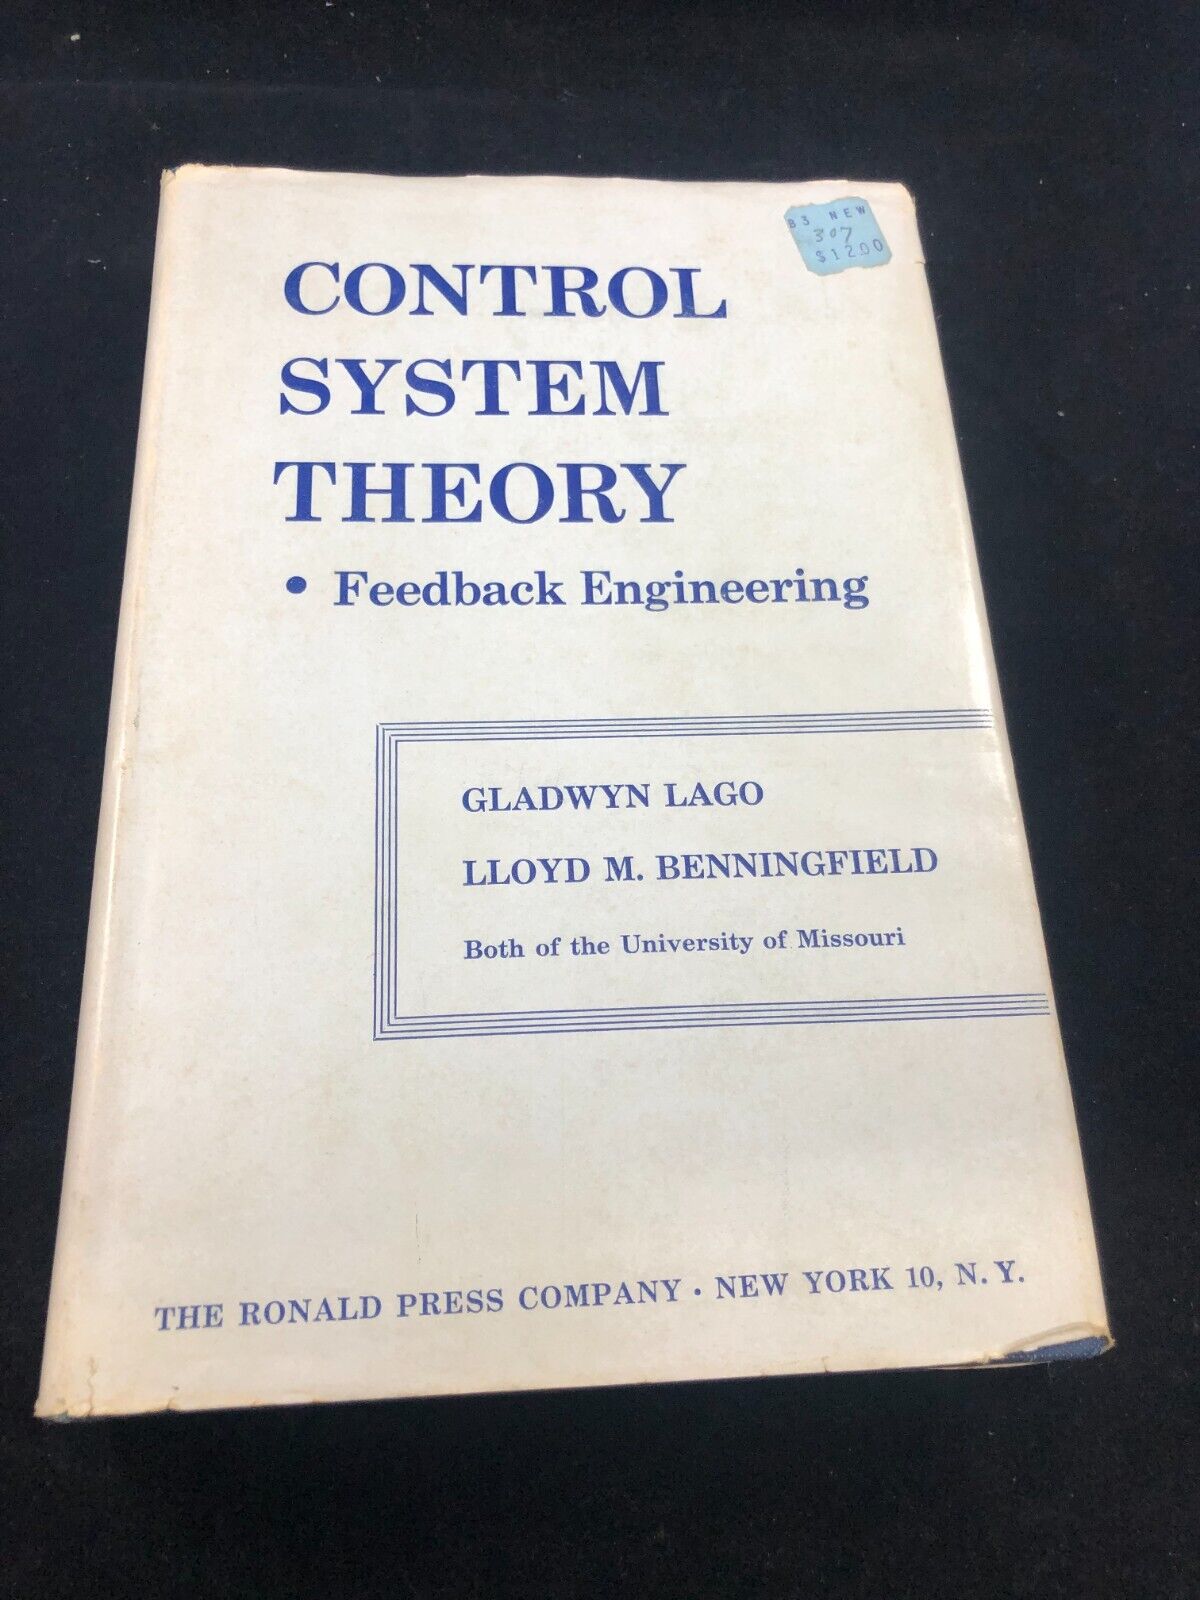 B3 NEW
307
$12.00
CONTROL
SYSTEM
THEORY
• Feedback Engineering
GLADWYN LAGO
LLOYD M. BENNINGFIELD
Both of the University of Missouri
THE RONALD PRESS COMPANY • NEW YORK 10, N.Y.